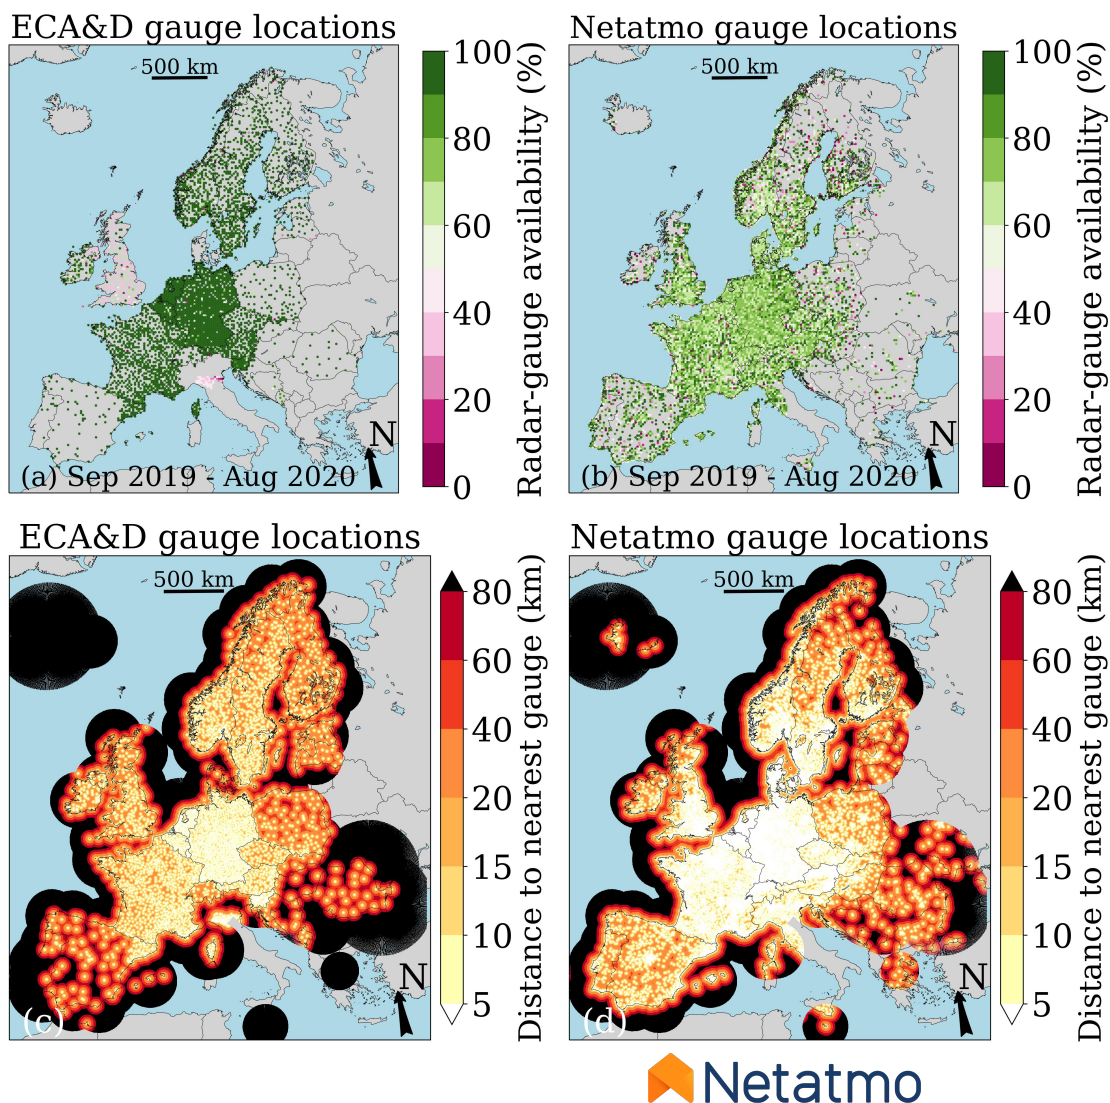 ECA&D gauge locations
500 km
N
(a) Sep 2019 - Aug 2020
100
80
60
40
20
0
Radar-gauge availability (%)
Netatmo gauge locations
500 km
N
(b) Sep 2019 - Aug 2020
100
80
60
40
20
0
Radar-gauge availability (%)
ECA&D gauge locations
500 km
N
(c)
80
60
40
20
15
10
5
Distance to nearest gauge (km)
Netatmo gauge locations
500 km
N
(d)
80
60
40
20
15
10
5
Distance to nearest gauge (km)
Netatmo